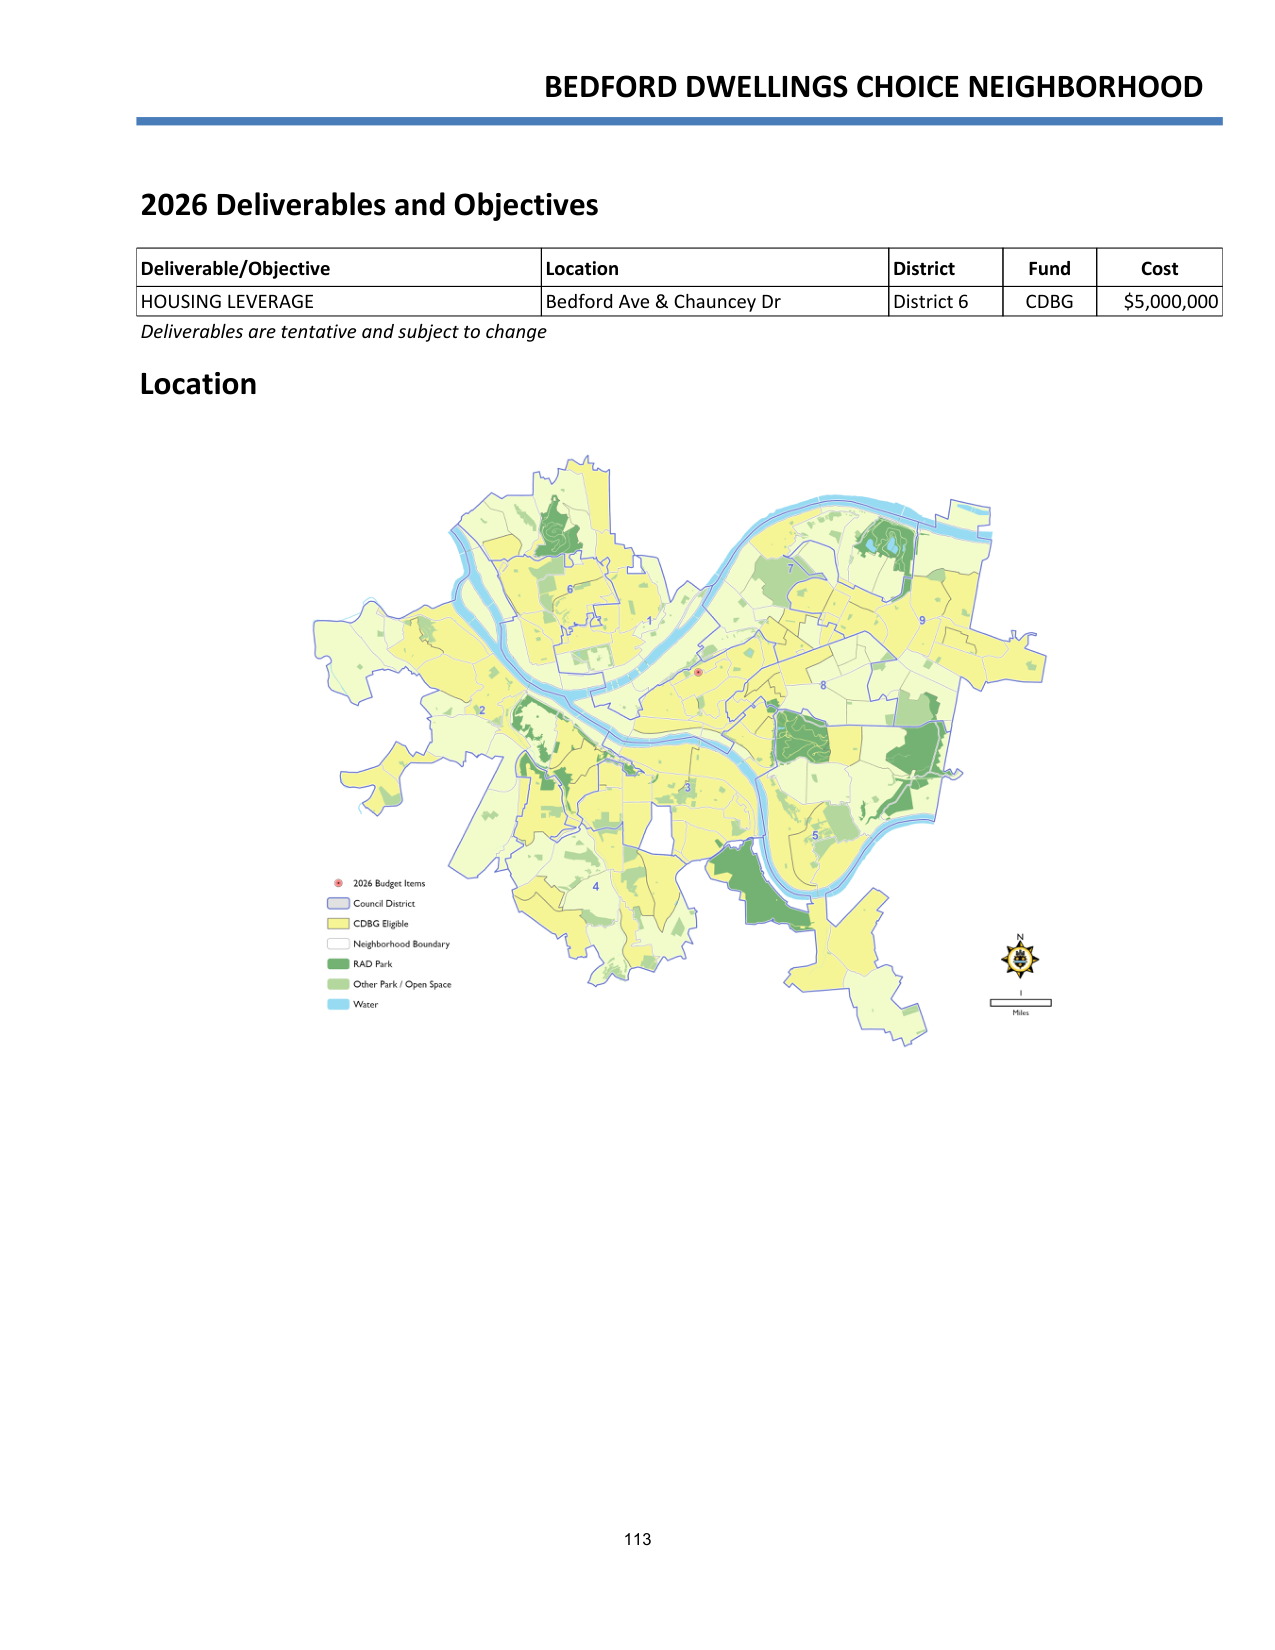 BEDFORD DWELLINGS CHOICE NEIGHBORHOOD
2026 Deliverables and Objectives
Deliverable/Objective Location District Fund Cost
HOUSING LEVERAGE Bedford Ave & Chauncey Dr District 6 CDBG $5,000,000
Deliverables are tentative and subject to change
Location
7
6
1
9
8
2
3
5
4
2026 Budget Items
Council District
CDBG Eligible
Neighborhood Boundary
RAD Park
Other Park / Open Space
Water
N
1
Miles
113